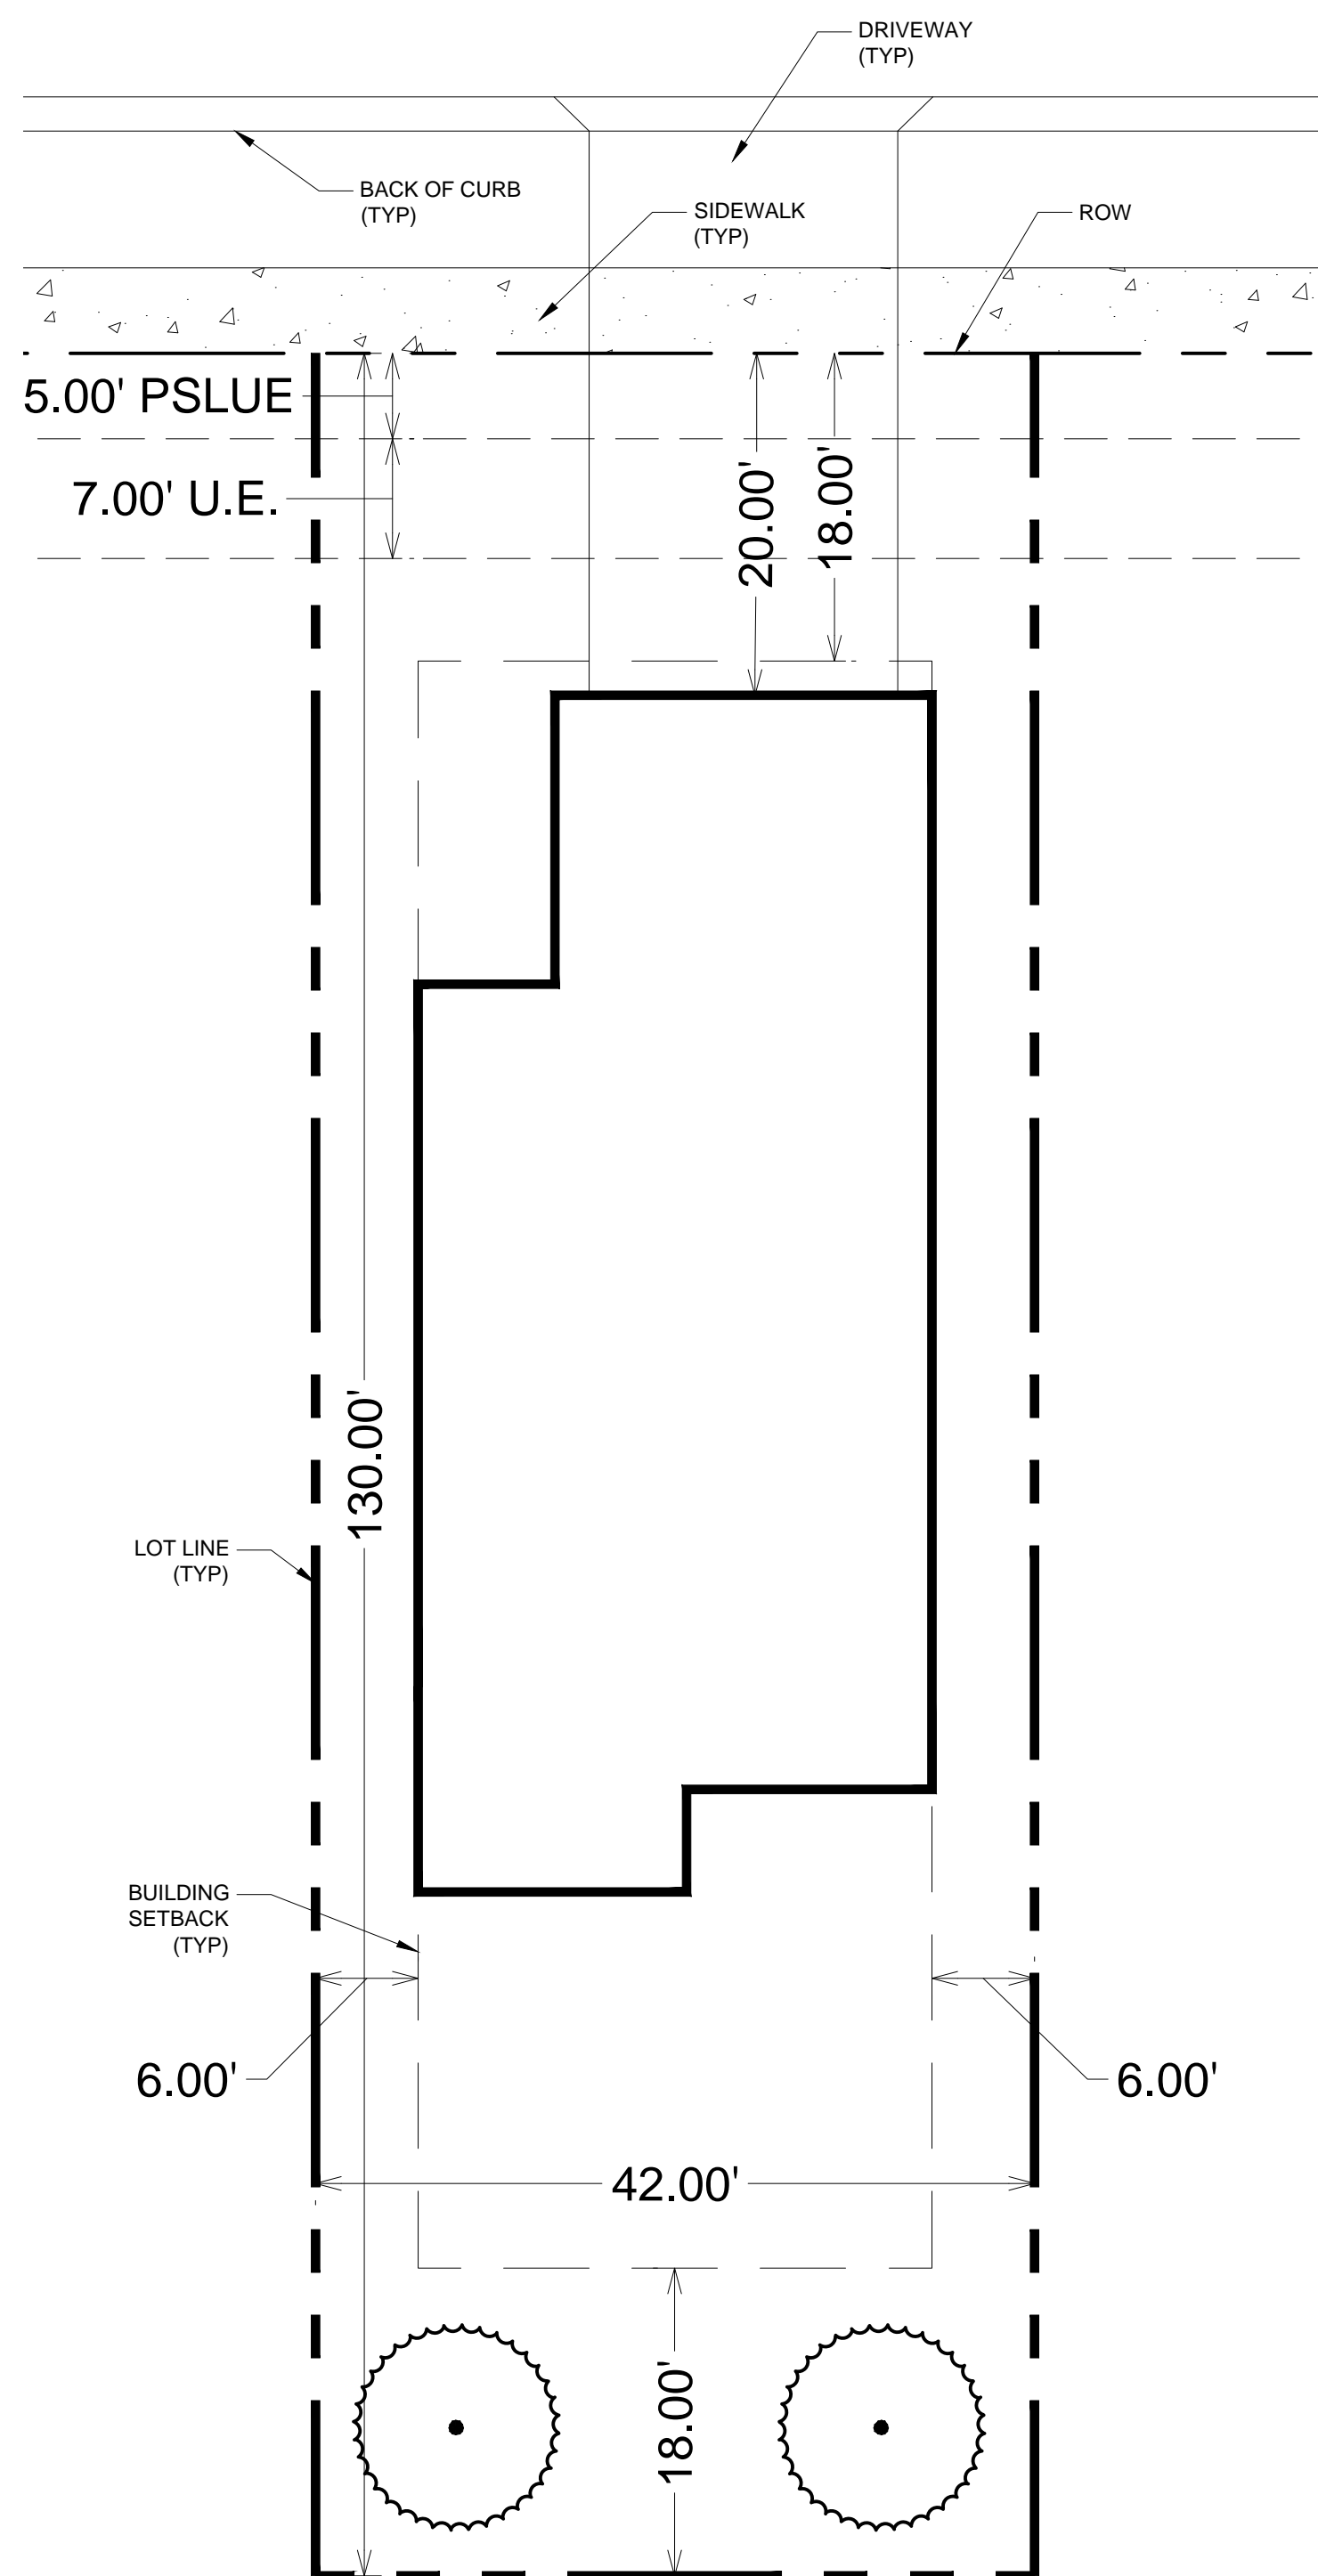 DRIVEWAY
(TYP)
BACK OF CURB
(TYP)
SIDEWALK
(TYP)
ROW
5.00' PSLUE
7.00' U.E.
20.00'
18.00'
130.00'
LOT LINE
(TYP)
BUILDING
SETBACK
(TYP)
6.00'
6.00'
42.00'
18.00'